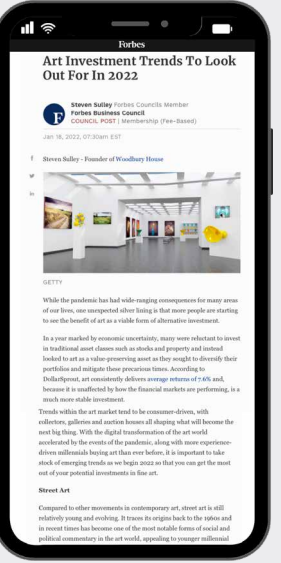 Forbes
Art Investment Trends To Look
Out For In 2022
Steven Sulley Forbes Councils Member
Forbes Business Council
COUNCIL POST | Membership (Fee-Based)
Jan 19, 2022, 07:30am EST
Steven Sulley - Founder of Woodbury House
GETTY
While the pandemic has had wide-ranging consequences for many areas
of our lives, one unexpected silver lining is that more people are starting
to see the benefit of art as a viable form of alternative investment.
In a year marked by economic uncertainty, many were reluctant to invest
in traditional asset classes such as stocks and property and instead
looked to art as a value-preserving asset as they sought to diversify their
portfolios and mitigate these precarious times. According to
DollarSprout, art consistently delivers average returns of 7.6% and,
because it is unaffected by how the financial markets are performing, is a
much more stable investment.
Trends within the art market tend to be consumer-driven, with
collectors, galleries and auction houses all shaping what will become the
next big thing. With the digital transformation of the art world
accelerated by the events of the pandemic, along with more experience-
driven millennials buying art than ever before, it is important to take
stock of emerging trends as we begin 2022 so that you can get the most
out of your potential investments in fine art.
Street Art
Compared to other movements in contemporary art, street art is still
relatively young and evolving. It traces its origins back to the 1960s and
in recent times has become one of the most notable forms of social and
political commentary in the art world, appealing to younger millennial